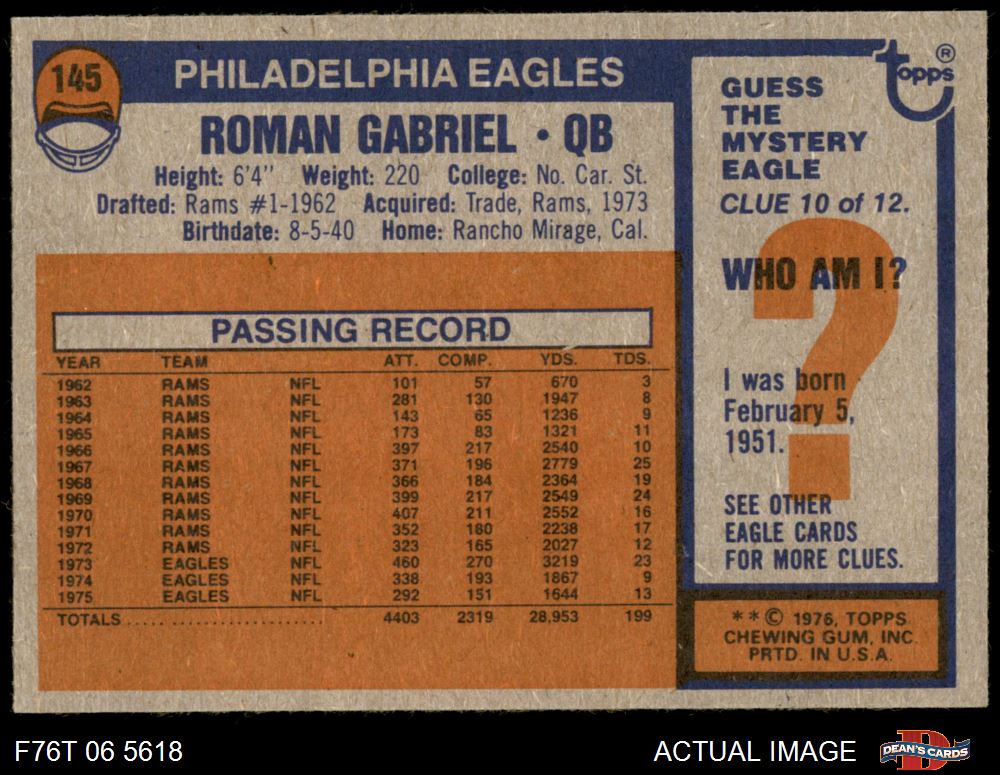 145
PHILADELPHIA EAGLES
ROMAN GABRIEL • QB
Height: 6'4" Weight: 220 College: No. Car. St.
Drafted: Rams #1-1962 Acquired: Trade, Rams, 1973
Birthdate: 8-5-40 Home: Rancho Mirage, Cal.
PASSING RECORD
YEAR TEAM ATT. COMP. YDS. TDS.
1962 RAMS NFL 101 57 670 3
1963 RAMS NFL 281 130 1947 8
1964 RAMS NFL 143 65 1236 9
1965 RAMS NFL 173 83 1321 11
1966 RAMS NFL 397 217 2540 10
1967 RAMS NFL 371 196 2779 25
1968 RAMS NFL 366 184 2364 19
1969 RAMS NFL 399 217 2549 24
1970 RAMS NFL 407 211 2552 16
1971 RAMS NFL 352 180 2238 17
1972 RAMS NFL 323 165 2027 12
1973 EAGLES NFL 460 270 3219 23
1974 EAGLES NFL 338 193 1867 9
1975 EAGLES NFL 292 151 1644 13
TOTALS ..... .................... 4403 2319 28,953 199
topps ®
GUESS
THE
MYSTERY
EAGLE
CLUE 10 of 12.
WHO AM I?
?
I was born
February 5,
1951.
SEE OTHER
EAGLE CARDS
FOR MORE CLUES.
**© 1976, TOPPS
CHEWING GUM, INC.
PRTD. IN U.S.A.
F76T 06 5618
ACTUAL IMAGE
D
DEAN'S CARDS